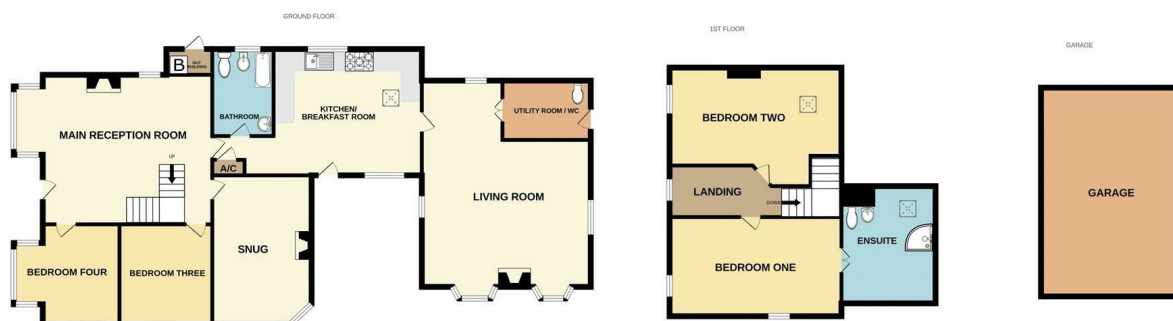 GROUND FLOOR
B
OUT
BUILDING
BATHROOM
KITCHEN/
BREAKFAST ROOM
UTILITY ROOM / WC
MAIN RECEPTION ROOM
UP
A/C
LIVING ROOM
SNUG
BEDROOM FOUR
BEDROOM THREE
1ST FLOOR
BEDROOM TWO
LANDING
DOWN
ENSUITE
BEDROOM ONE
GARAGE
GARAGE